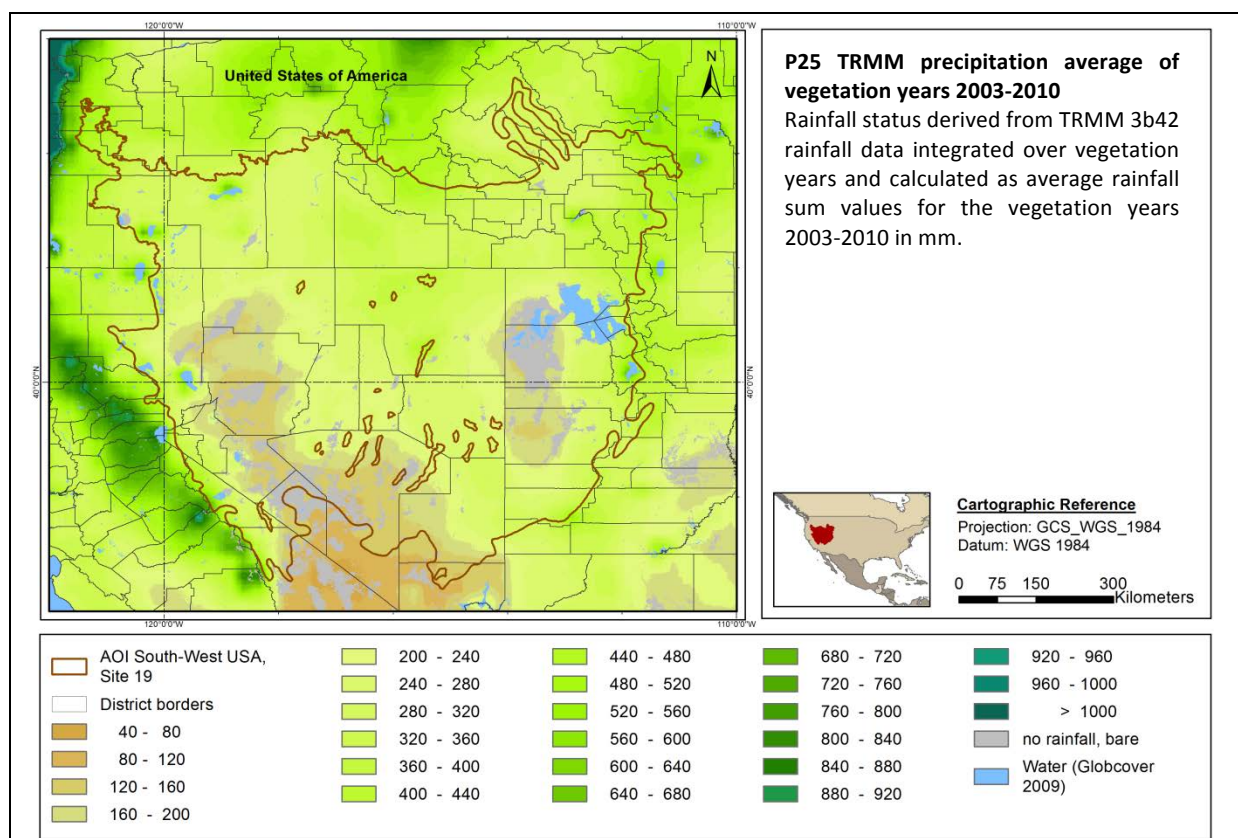 120°0'0"W
110°0'0"W
United States of America
N
40°0'0"N
40°0'0"N
120°0'0"W
110°0'0"W
P25 TRMM precipitation average of
vegetation years 2003-2010
Rainfall status derived from TRMM 3b42
rainfall data integrated over vegetation
years and calculated as average rainfall
sum values for the vegetation years
2003-2010 in mm.
Cartographic Reference
Projection: GCS_WGS_1984
Datum: WGS 1984
0 75 150 300
Kilometers
AOI South-West USA,
Site 19
District borders
40 - 80
80 - 120
120 - 160
160 - 200
200 - 240
240 - 280
280 - 320
320 - 360
360 - 400
400 - 440
440 - 480
480 - 520
520 - 560
560 - 600
600 - 640
640 - 680
680 - 720
720 - 760
760 - 800
800 - 840
840 - 880
880 - 920
920 - 960
960 - 1000
> 1000
no rainfall, bare
Water (Globcover
2009)